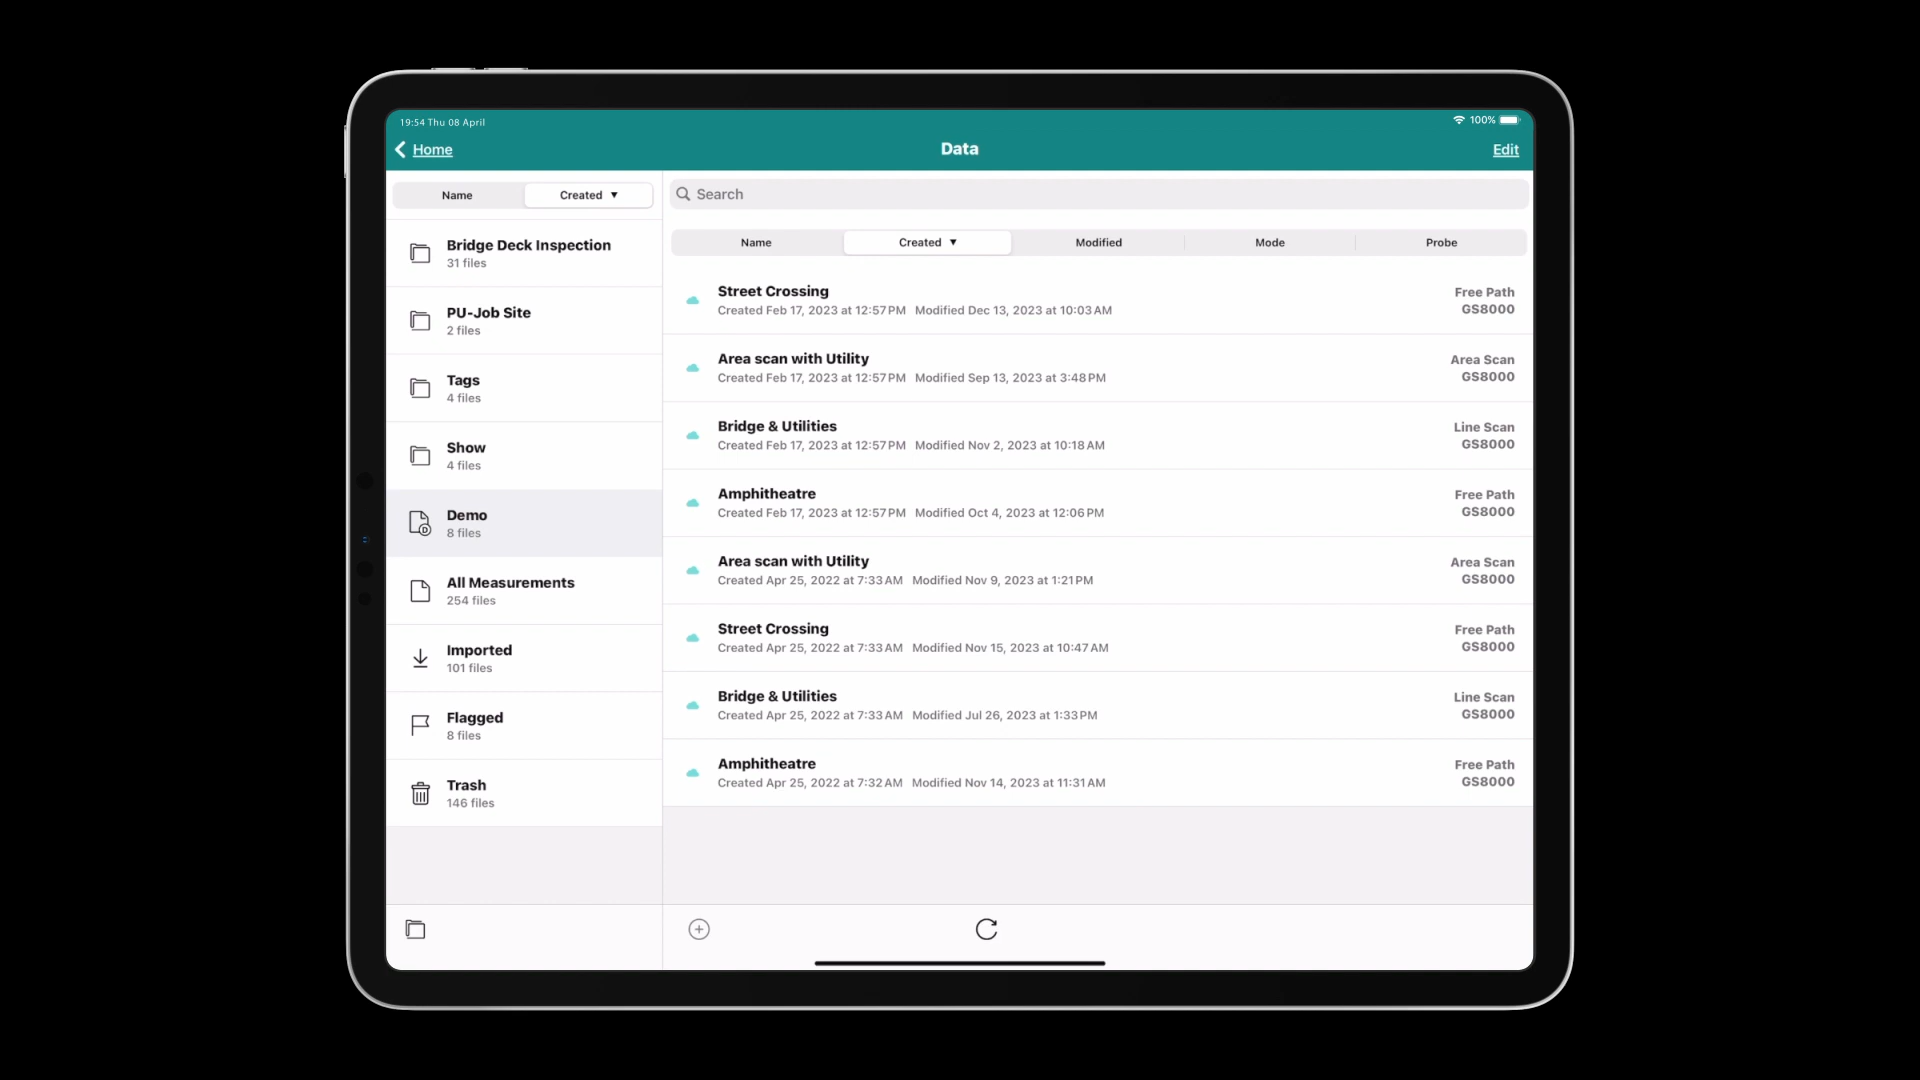 19:54 Thu 08 April
100%
Home
Data
Edit
Name
Created ▼
Bridge Deck Inspection
31 files
PU-Job Site
2 files
Tags
4 files
Show
4 files
Demo
8 files
All Measurements
254 files
Imported
101 files
Flagged
8 files
Trash
146 files
Search
Name
Created ▼
Modified
Mode
Probe
Street Crossing
Created Feb 17, 2023 at 12:57 PM Modified Dec 13, 2023 at 10:03 AM
Free Path
GS8000
Area scan with Utility
Created Feb 17, 2023 at 12:57 PM Modified Sep 13, 2023 at 3:48 PM
Area Scan
GS8000
Bridge & Utilities
Created Feb 17, 2023 at 12:57 PM Modified Nov 2, 2023 at 10:18 AM
Line Scan
GS8000
Amphitheatre
Created Feb 17, 2023 at 12:57 PM Modified Oct 4, 2023 at 12:06 PM
Free Path
GS8000
Area scan with Utility
Created Apr 25, 2022 at 7:33 AM Modified Nov 9, 2023 at 1:21 PM
Area Scan
GS8000
Street Crossing
Created Apr 25, 2022 at 7:33 AM Modified Nov 15, 2023 at 10:47 AM
Free Path
GS8000
Bridge & Utilities
Created Apr 25, 2022 at 7:33 AM Modified Jul 26, 2023 at 1:33 PM
Line Scan
GS8000
Amphitheatre
Created Apr 25, 2022 at 7:32 AM Modified Nov 14, 2023 at 11:31 AM
Free Path
GS8000